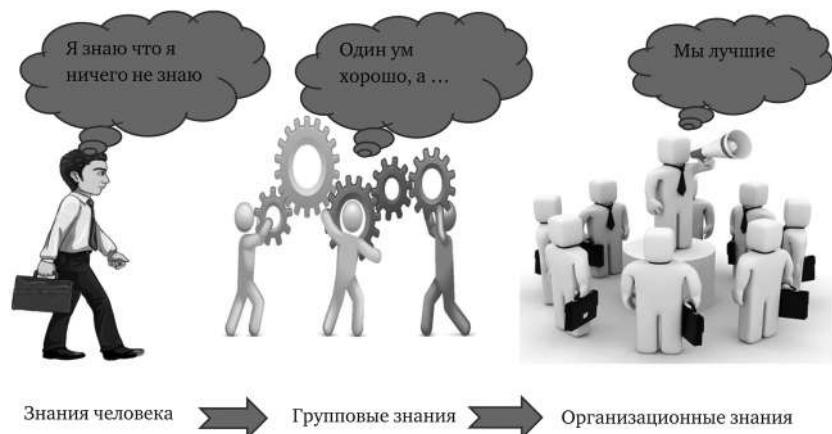 Я знаю что я
ничего не знаю
Один ум
хорошо, а ...
Мы лучшие
Знания человека
Групповые знания
Организационные знания